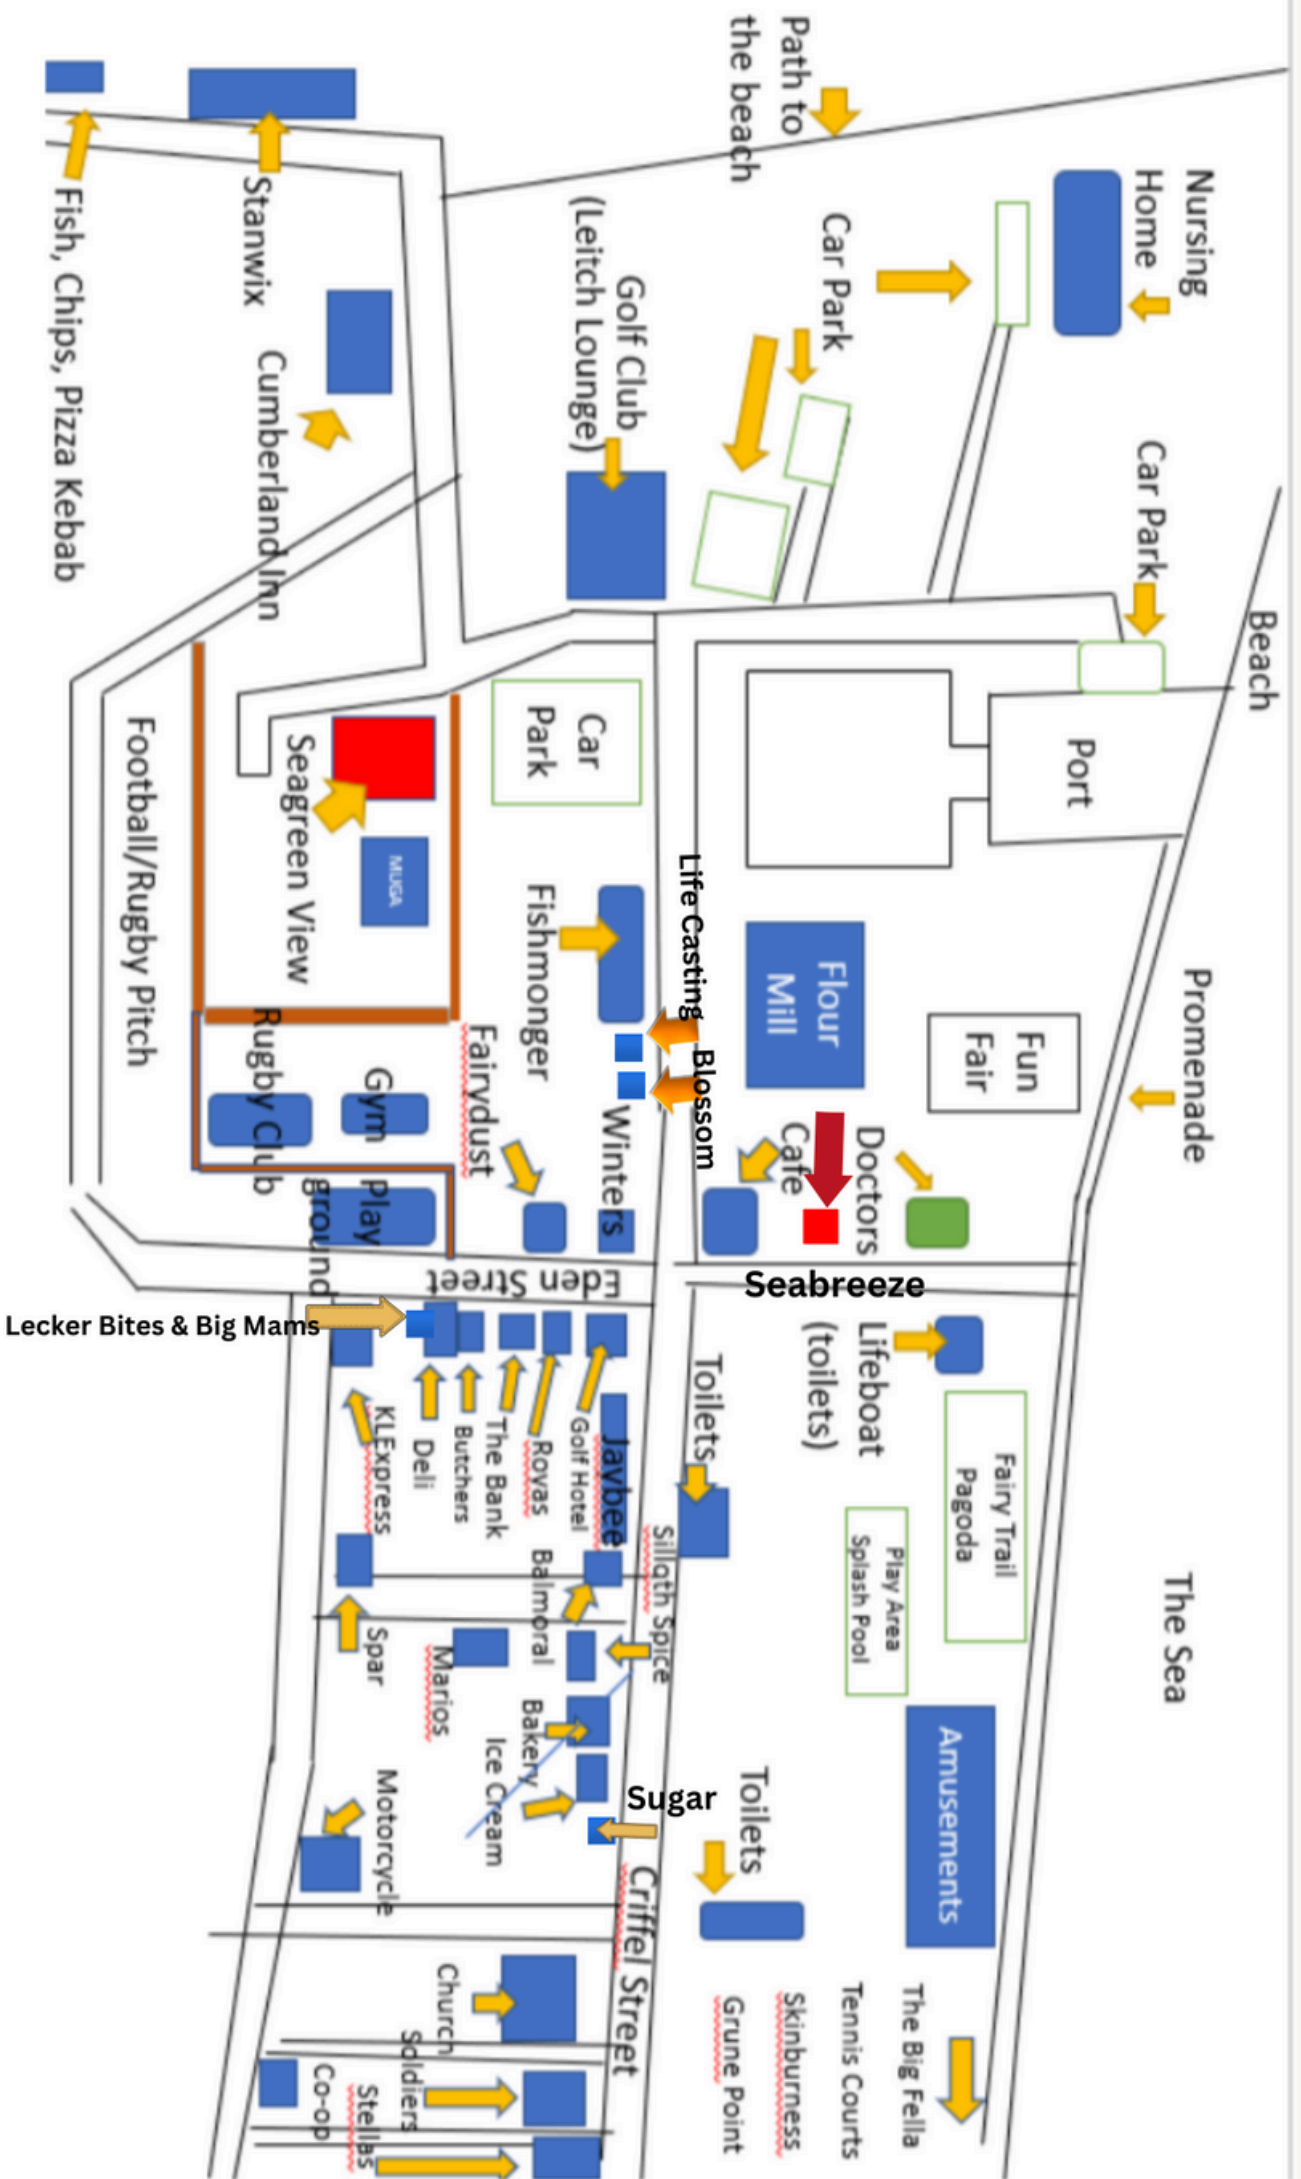 Path to
the beach
Nursing
Home
Car Park
Golf Club
(Leitch Lounge)
Stanwix
Fish, Chips, Pizza Kebab
Cumberland Inn
Car Park
Beach
Port
Car
Park
Seagreen View
MUGA
Football/Rugby Pitch
Fishmonger
Life Casting
Blossom
Flour
Mill
Fun
Fair
Promenade
Rugby Club
Gym
play
ground
Fairydust
Winters
Cafe
Doctors
Seabreeze
Eden Street
Lecker Bites & Big Mams
Lifeboat
(toilets)
Toilets
KLExpress
Deli
Butchers
The Bank
Royas
Golf Hotel
Jaybee
Fairy Trail
Pagoda
Play Area
Splash Pool
The Sea
Silloth Spice
Balmoral
Spar
Marios
Bakery
Ice Cream
Sugar
Toilets
Amusements
Motorcycle
Criffel Street
Church
Soldiers
Co-op
Stellas
The Big Fella
Tennis Courts
Skinburness
Grune Point